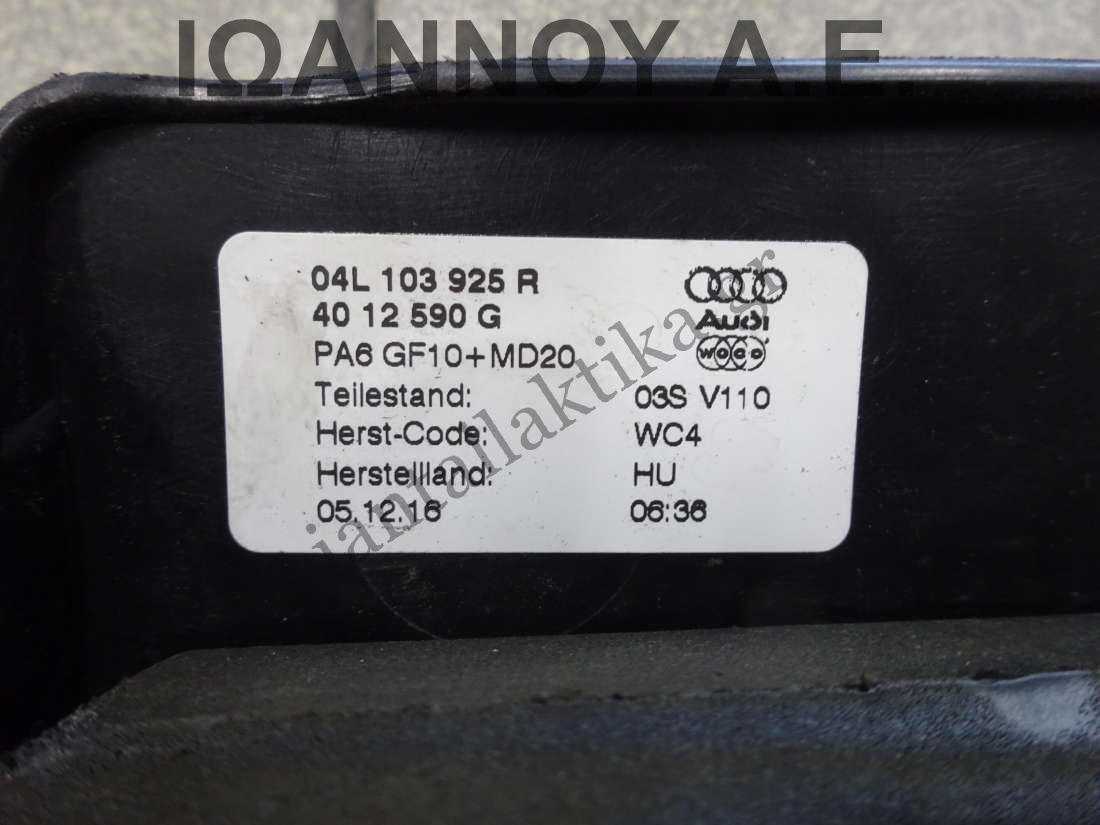 ΙΩΑΝΝΟΥ Α.Ε.
04L 103 925 R
40 12 590 G
Audi
PA6 GF10+MD20
woco
Teilestand: 03S V110
Herst-Code: WC4
Herstellland: HU
05.12.16 06:36
iantallaktika.gr